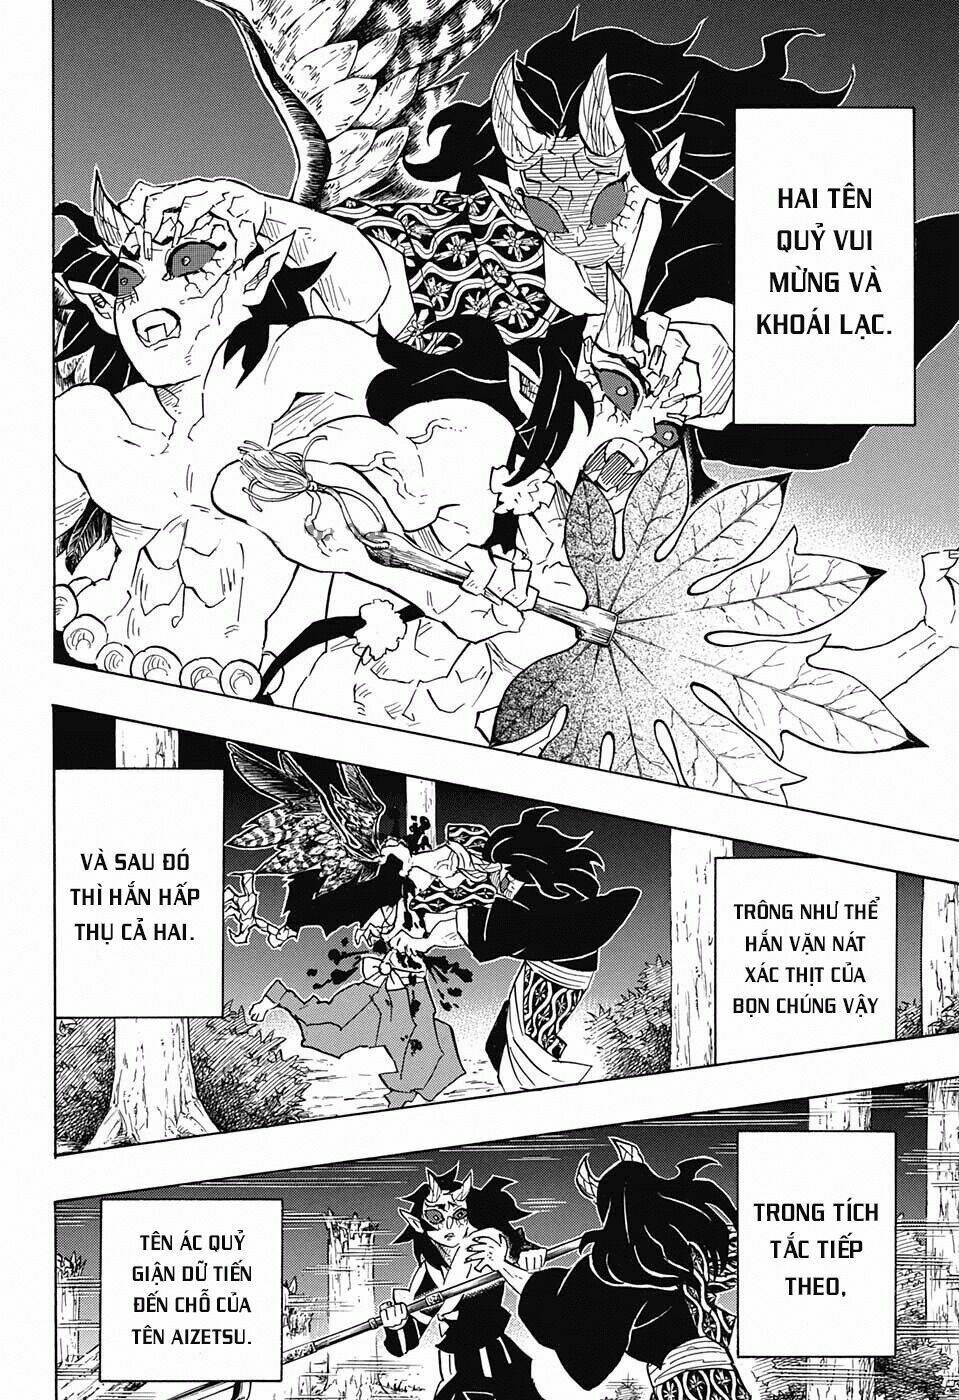 HAI TÊN
QUỶ VUI
MỪNG VÀ
KHOÁI LẠC.
TRÔNG NHƯ THỂ
HẮN VẶN NÁT
XÁC THỊT CỦA
BỌN CHÚNG VẬY
VÀ SAU ĐÓ
THÌ HẮN HẤP
THỤ CẢ HAI.
TRONG TÍCH
TẮC TIẾP
THEO,
TÊN ÁC QUỶ
GIẬN DỮ TIẾN
ĐẾN CHỖ CỦA
TÊN AIZETSU.